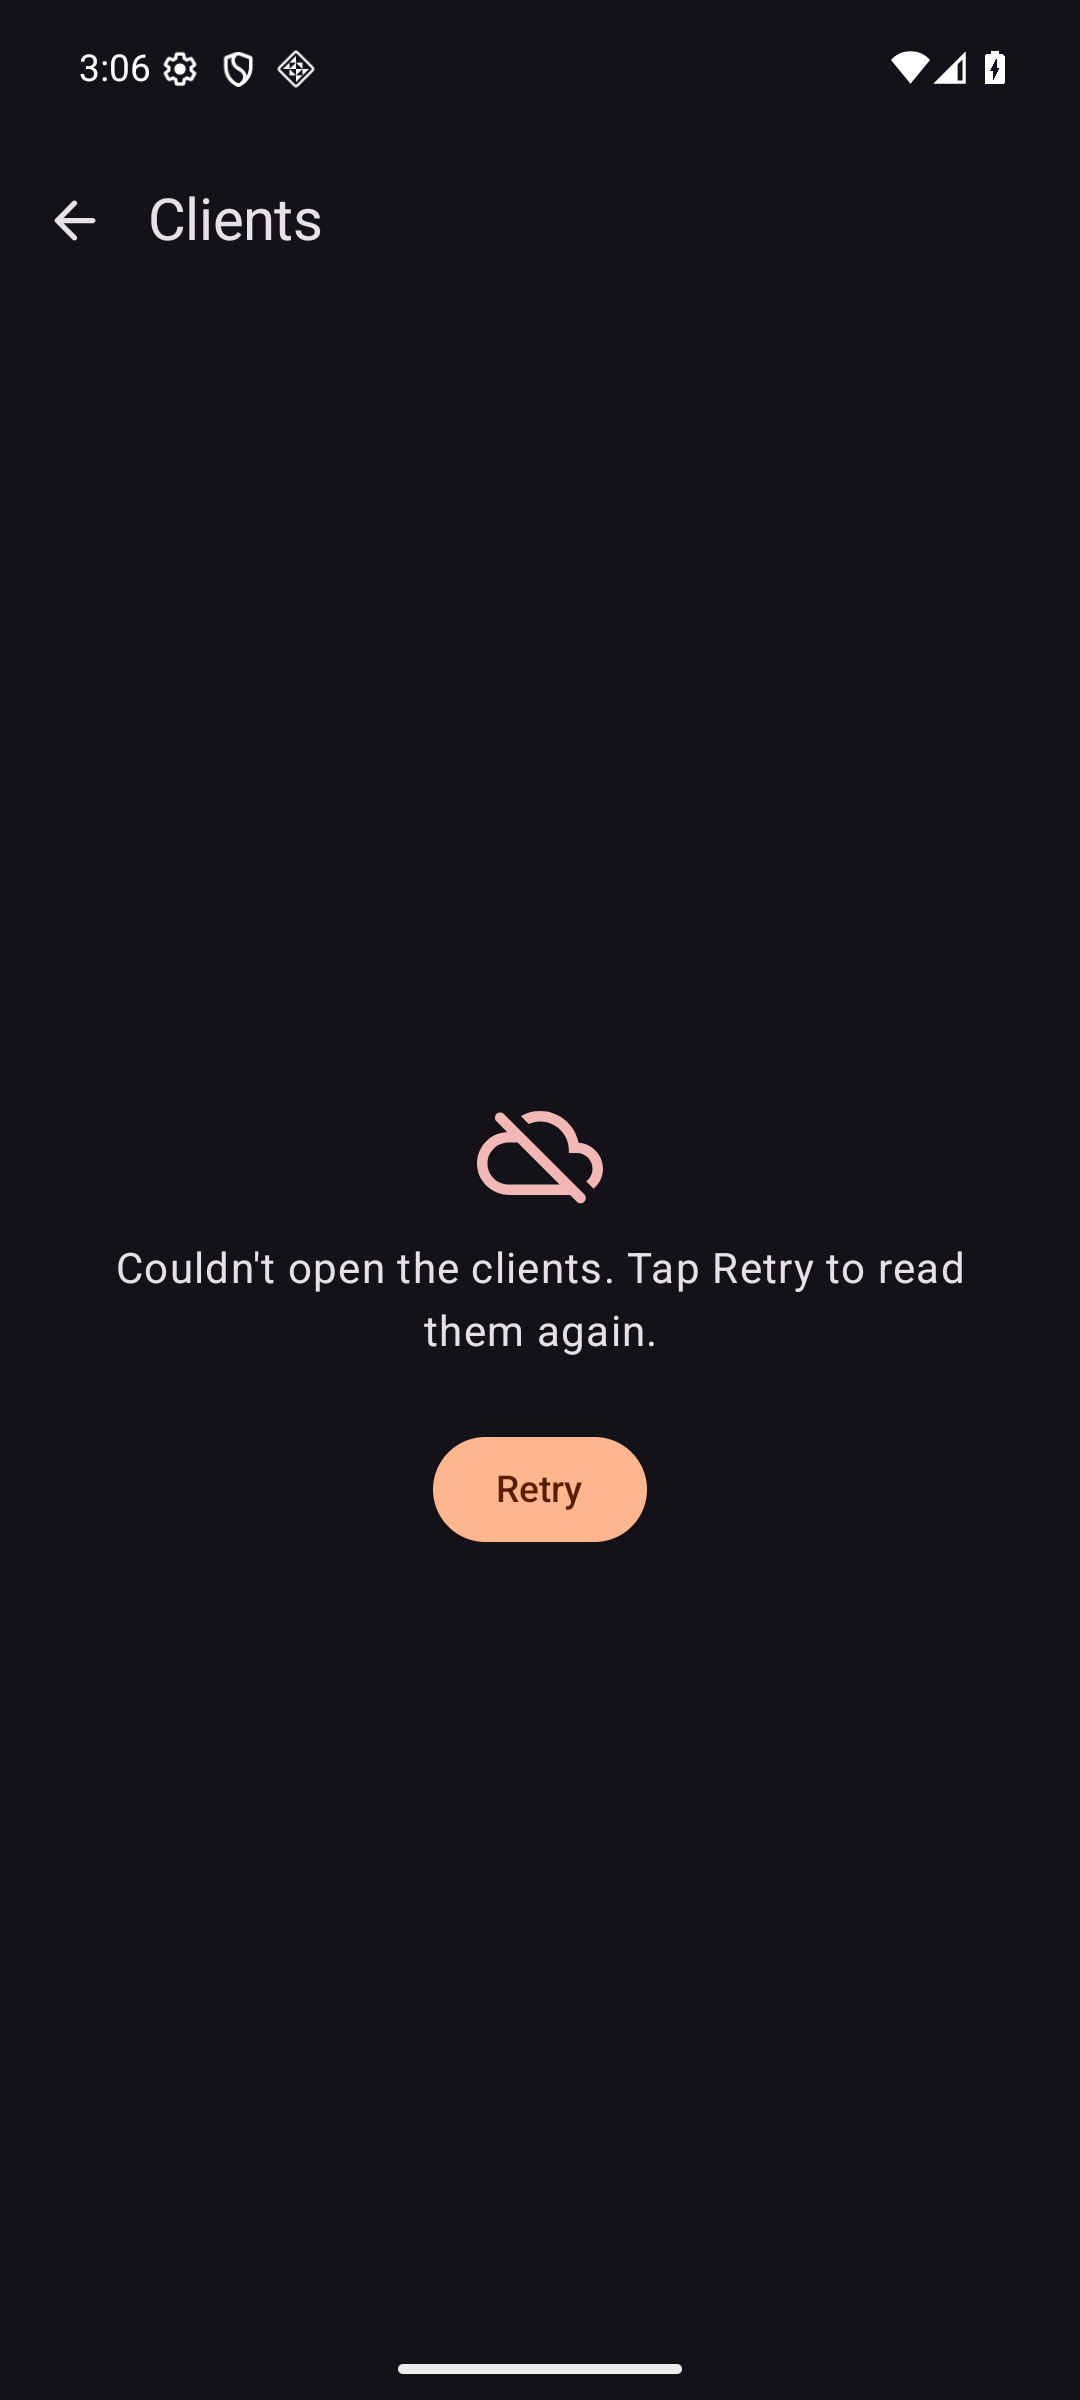 3:06
Clients
Couldn't open the clients. Tap Retry to read
them again.
Retry